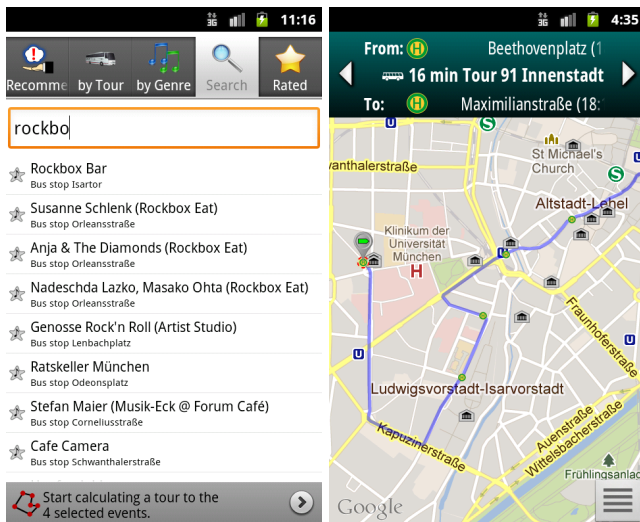 3G
11:16
Recomme
by Tour
by Genre
Search
Rated
rockbo
Rockbox Bar
Bus stop Isartor
Susanne Schlenk (Rockbox Eat)
Bus stop Orleansstraße
Anja & The Diamonds (Rockbox Eat)
Bus stop Orleansstraße
Nadeschda Lazko, Masako Ohta (Rockbox Eat)
Bus stop Orleansstraße
Genosse Rock'n Roll (Artist Studio)
Bus stop Lenbachplatz
Ratskeller München
Bus stop Odeonsplatz
Stefan Maier (Musik-Eck @ Forum Café)
Bus stop Corneliusstraße
Cafe Camera
Bus stop Schwanthalerstraße
Start calculating a tour to the
4 selected events.
3G
4:35
From: H Beethovenplatz (1
16 min Tour 91 Innenstadt
To: H Maximilianstraße (18:
U
S
St Michael's
Church
U
vanthalerstraße
S
Altstadt-Lehel
Klinikum der
Universität
München
H
U
U
Fraunhoferstraße
U
Ludwigsvorstadt-Isarvorstadt
Kapuzinerstraße
Auenstraße
Wittelsbacherstraße
Frühlingsanlag
Google